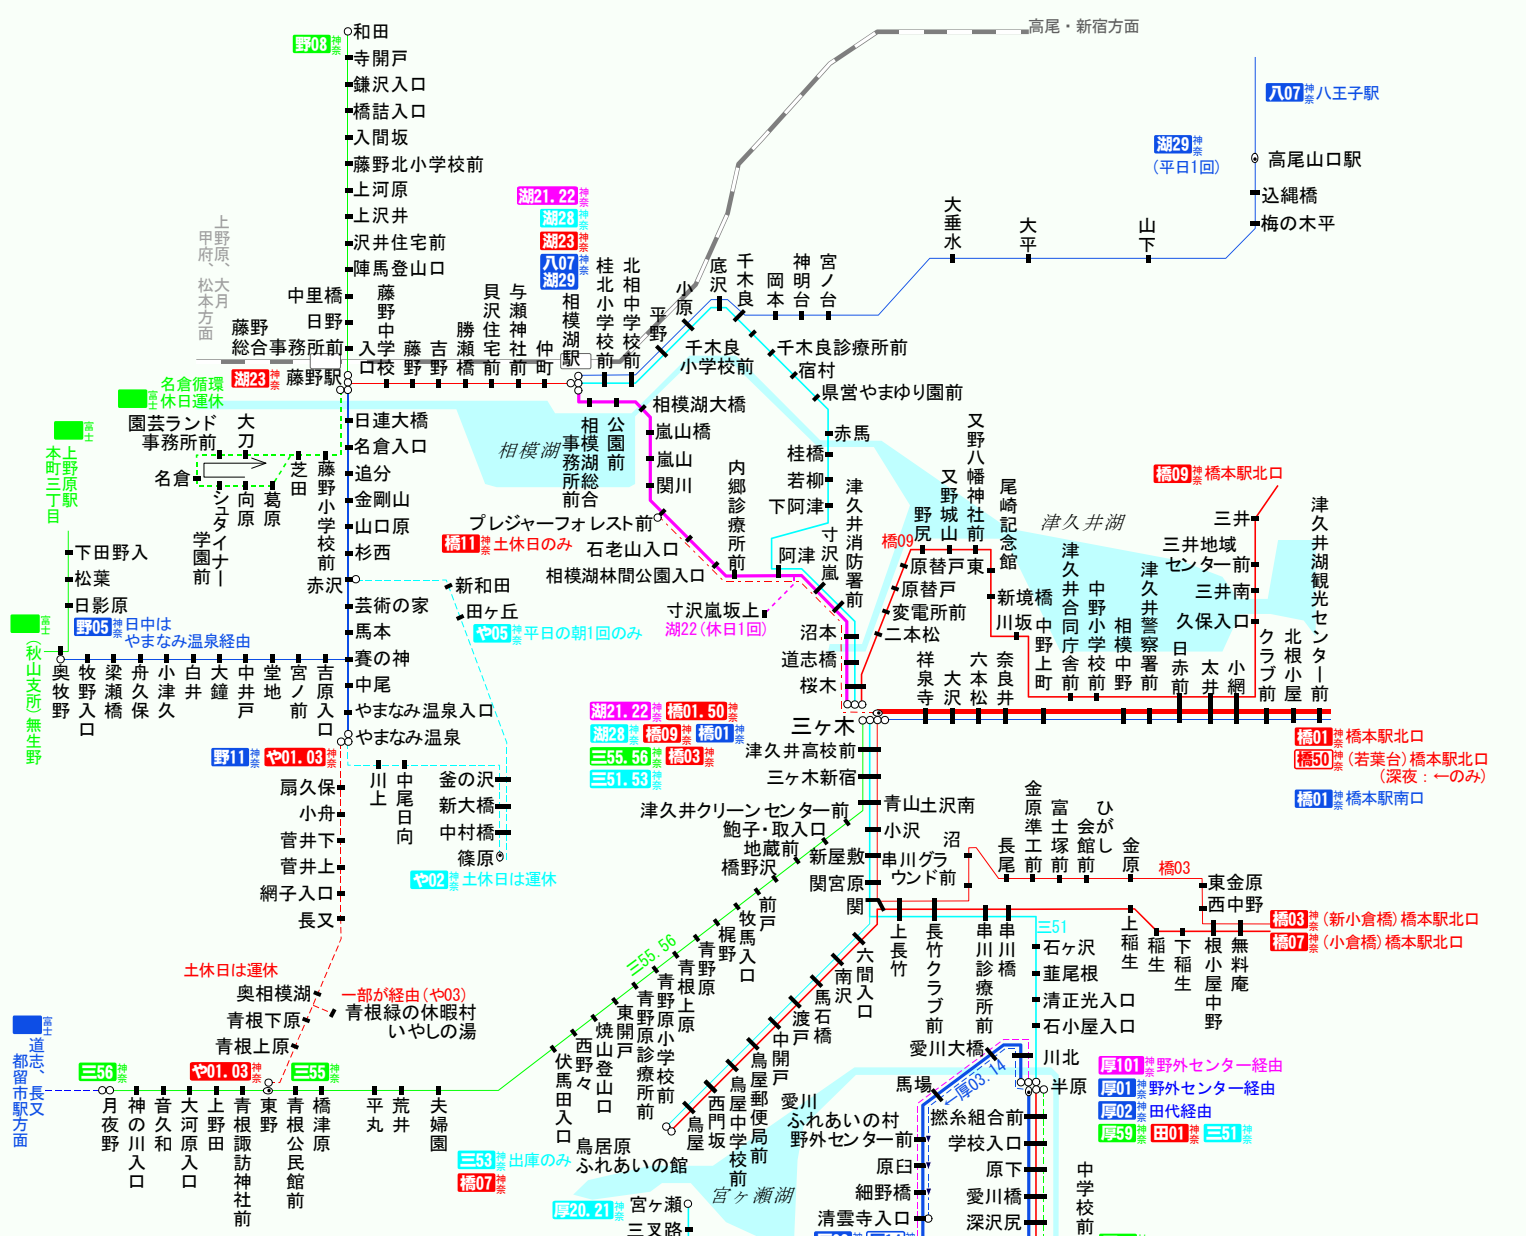 高尾・新宿方面
野08神奈
和田
寺開戸
鎌沢入口
橋詰入口
入間坂
藤野北小学校前
上河原
上沢井
沢井住宅前
陣馬登山口
中里橋
日野
藤野
総合事務所前
上野原、大月
甲府、松本方面
湖23神奈
藤野駅
藤野中学校入口
藤野
吉野
勝瀬橋
貝沢住宅前
与瀬神社前
仲町
相模湖駅
湖21.22神奈
湖28神奈
湖23神奈
八07
湖29神奈
桂北小学校前
北相中学校前
平野
小原
底沢
千木良
岡本
神明台
宮ノ台
大垂水
大平
山下
八07神奈八王子駅
湖29神奈
(平日1回)
高尾山口駅
込縄橋
梅の木平
千木良
小学校前
千木良診療所前
宿村
県営やまゆり園前
赤馬
桂橋
若柳
下阿津
阿津
寸沢嵐
津久井消防署前
相模湖
相模湖総合
事務所前
公園前
相模湖大橋
嵐山橋
嵐山
関川
プレジャーフォレスト前
橋11神奈土休日のみ
石老山入口
相模湖林間公園入口
内郷診療所前
寸沢嵐坂上
湖22(休日1回)
沼本
道志橋
桜木
三ヶ木
名倉循環
富士休日運休
園芸ランド
事務所前
大刀
名倉
シュタイナー
学園前
向原
葛原
芝田
藤野小学校前
富士
上野原駅
本町三丁目
下田野入
松葉
日影原
富士
(秋山支所)無生野
野05神奈日中は
やまなみ温泉経由
日連大橋
名倉入口
追分
金剛山
山口原
杉西
赤沢
芸術の家
馬本
賽の神
中尾
やまなみ温泉入口
やまなみ温泉
新和田
田ヶ丘
や05神奈平日の朝1回のみ
奥牧野
牧野入口
梁瀬橋
舟久保
小津久
白井
大鐘
中井戸
堂地
宮ノ前
吉原入口
野11神奈や01.03神奈
扇久保
小舟
菅井下
菅井上
網子入口
長又
川上
中尾日向
釜の沢
新大橋
中村橋
篠原
や02神奈土休日は運休
津久井湖
橋09
野尻
又野城山
又野八幡神社前
尾崎記念館
原替戸東
原替戸
変電所前
二本松
新境橋
川坂
中野上町
津久井合同庁舎前
中野小学校前
相模中野
津久井警察署前
日赤前
太井
小網
クラブ前
北根小屋
津久井湖観光センター前
橋09神奈橋本駅北口
三井
三井地域
センター前
三井南
久保入口
祥泉寺
大沢
六本松
奈良井
橋01神奈橋本駅北口
橋50神奈(若葉台)橋本駅北口
(深夜：←のみ)
橋01神奈橋本駅南口
湖21.22神奈橋01.50神奈
湖28神奈橋09神奈橋01神奈
三55.56神奈橋03神奈
三51.53神奈
津久井高校前
三ヶ木新宿
青山土沢南
小沢
新屋敷
関宮原
関
津久井クリーンセンター前
鮑子・取入口
地蔵前
橋野沢
前戸
牧馬入口
梶野
青野原
青根上原
青野原小学校前
青野原診療所前
東開戸
焼山登山口
西野々
伏馬田入口
三55.56
串川グラ
ウンド前
沼
長尾
金原準工前
富士塚前
ひがし
会館前
金原
橋03
東金原
西中野
橋03神奈(新小倉橋)橋本駅北口
橋07神奈(小倉橋)橋本駅北口
上長竹
長竹クラブ前
串川診療所前
串川橋
上稲生
稲生
下稲生
根小屋中野
無料庵
三51
石ヶ沢
韮尾根
清正光入口
石小屋入口
川北
半原
六間入口
南沢
馬石橋
渡戸
中開戸
鳥屋郵便局前
鳥屋中学校前
西門坂
鳥屋
鳥居原
ふれあいの館
三53神奈出庫のみ
橋07神奈
土休日は運休
奥相模湖
青根下原
青根上原
一部が経由(や03)
青根緑の休暇村
いやしの湯
富士
道志、長又
都留市駅方面
三56神奈
や01.03神奈
三55神奈
月夜野
神の川入口
音久和
大河原入口
上野田
青根諏訪神社前
東野
青根公民館前
橋津原
平丸
荒井
夫婦園
愛川大橋
馬場
←厚03.14
愛川
ふれあいの村
野外センター前
原臼
細野橋
清雲寺入口
撚糸組合前
学校入口
原下
愛川橋
深沢尻
中学校前
厚101神奈野外センター経由
厚01神奈野外センター経由
厚02神奈田代経由
厚59神奈田01神奈三51神奈
宮ヶ瀬湖
厚20.21神奈
宮ヶ瀬
三叉路